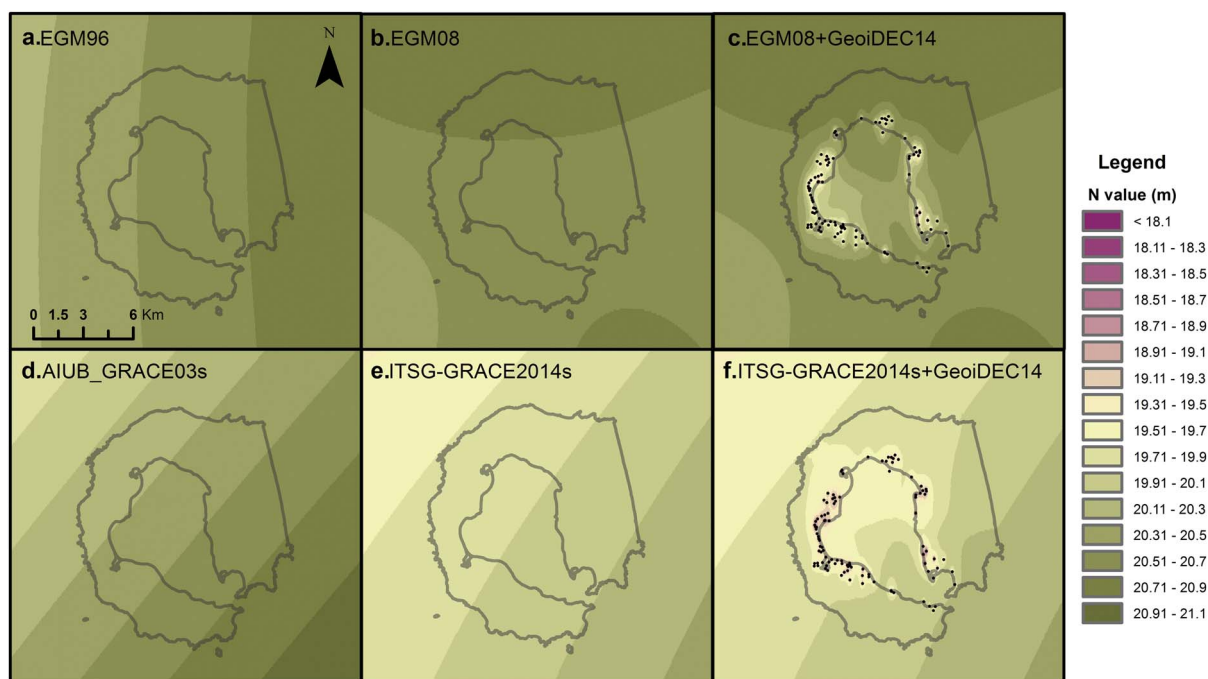 a.EGM96
N
0 1.5 3 6 Km
b.EGM08
c.EGM08+GeoiDEC14
d.AIUB_GRACE03s
e.ITSG-GRACE2014s
f.ITSG-GRACE2014s+GeoiDEC14
Legend
N value (m)
< 18.1
18.11 - 18.3
18.31 - 18.5
18.51 - 18.7
18.71 - 18.9
18.91 - 19.1
19.11 - 19.3
19.31 - 19.5
19.51 - 19.7
19.71 - 19.9
19.91 - 20.1
20.11 - 20.3
20.31 - 20.5
20.51 - 20.7
20.71 - 20.9
20.91 - 21.1